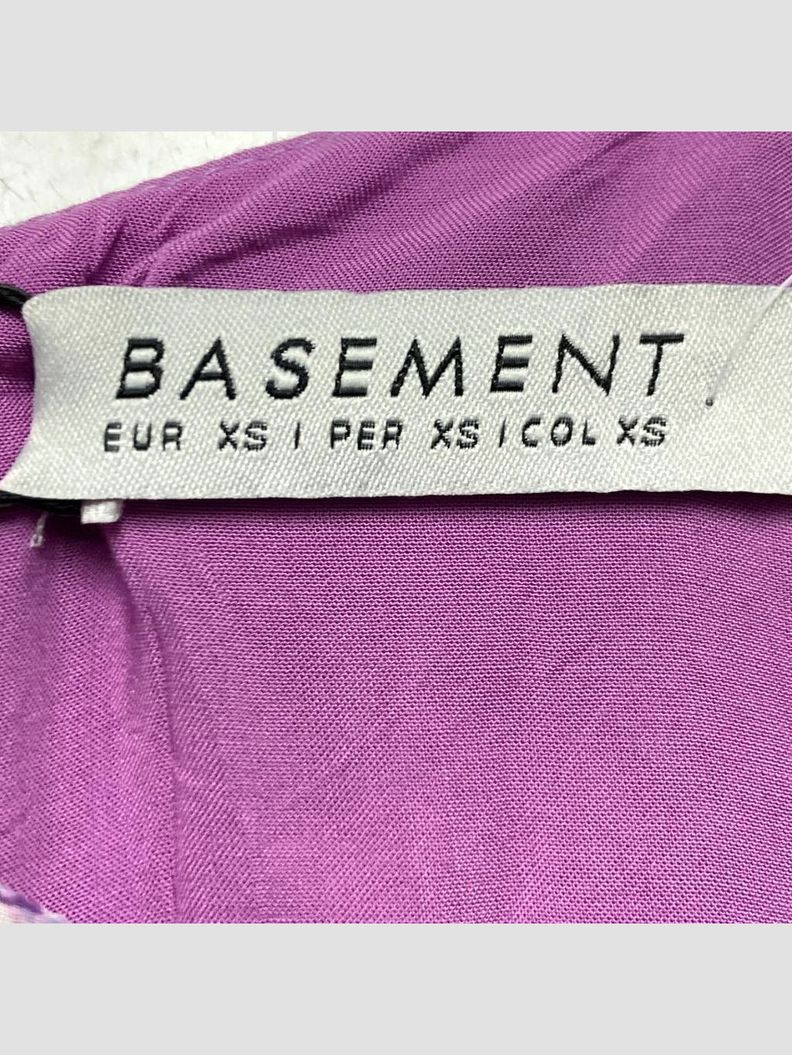 BASEMENT.
EUR XS | PER XS | COL XS